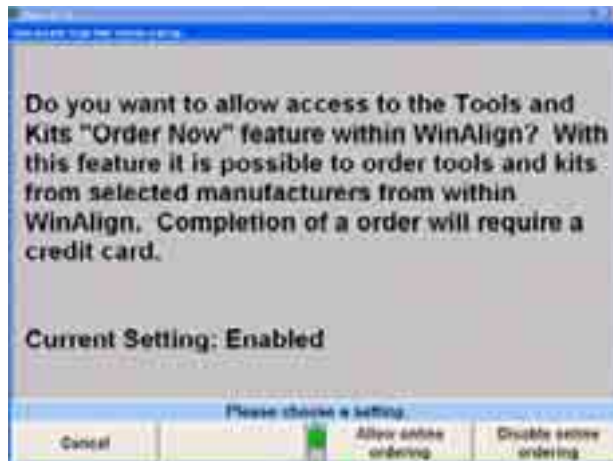 Do you want to allow access to the Tools and
Kits "Order Now" feature within WinAlign? With
this feature it is possible to order tools and kits
from selected manufacturers from within
WinAlign. Completion of a order will require a
credit card.
Current Setting: Enabled
Please choose a setting.
Cancel
Allow online
ordering
Disable online
ordering